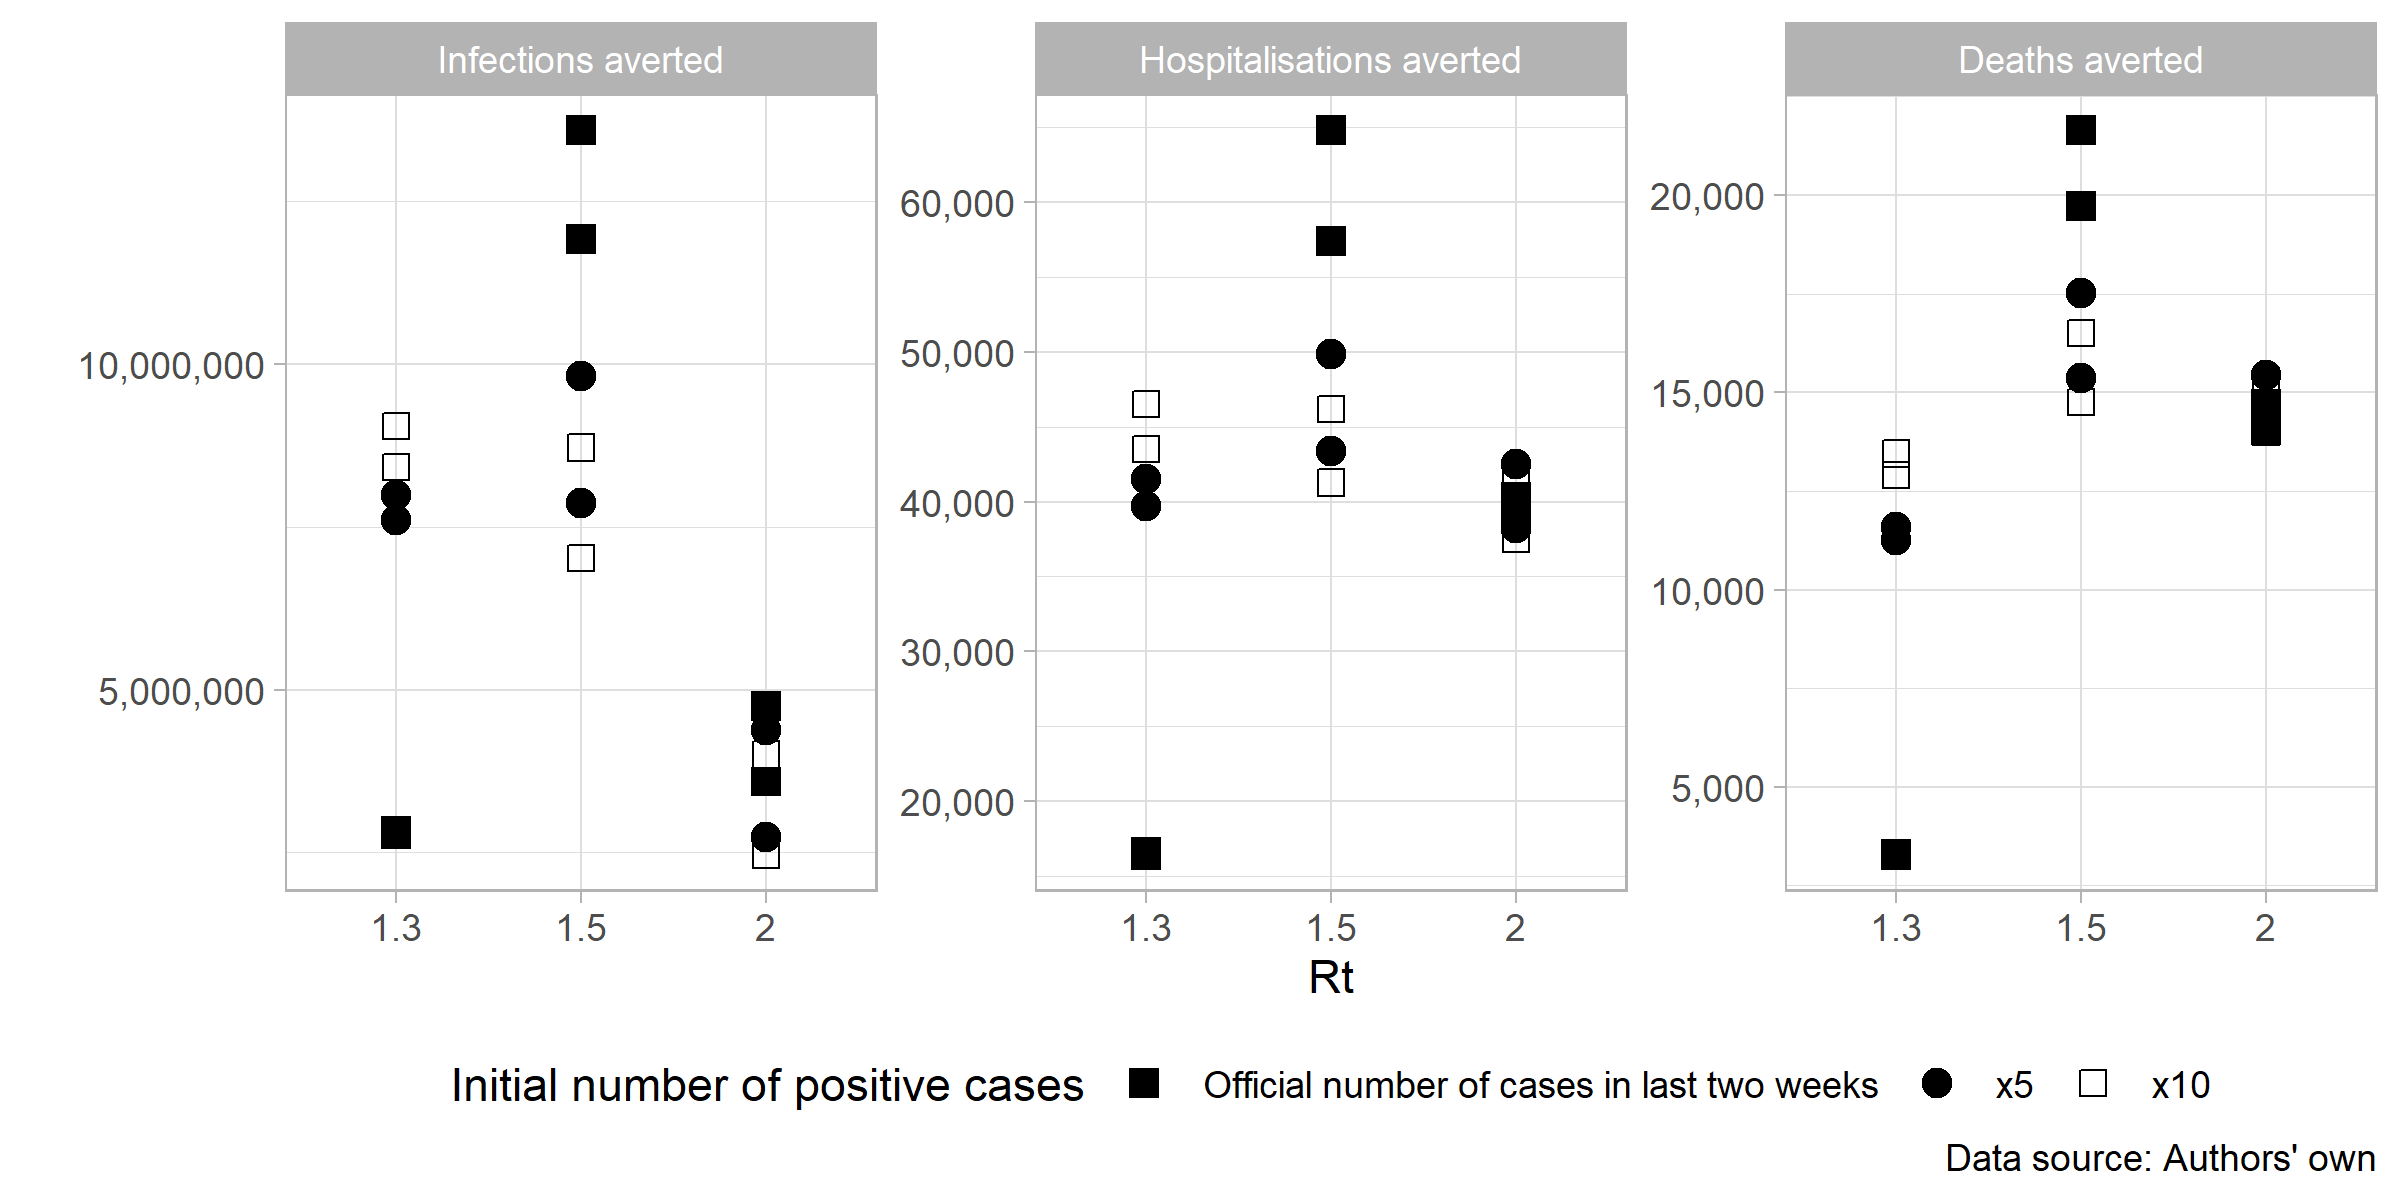 Infections averted
Hospitalisations averted
Deaths averted
10,000,000
5,000,000
60,000
50,000
40,000
30,000
20,000
20,000
15,000
10,000
5,000
1.3 1.5 2
1.3 1.5 2
1.3 1.5 2
Rt
Initial number of positive cases Official number of cases in last two weeks x5 x10
Data source: Authors' own